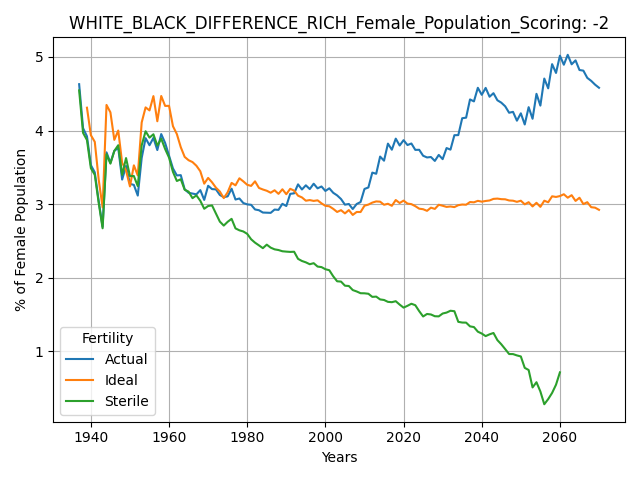 WHITE_BLACK_DIFFERENCE_RICH_Female_Population_Scoring: -2
% of Female Population
5
4
3
2
1
Fertility
Actual
Ideal
Sterile
1940 1960 1980 2000 2020 2040 2060
Years